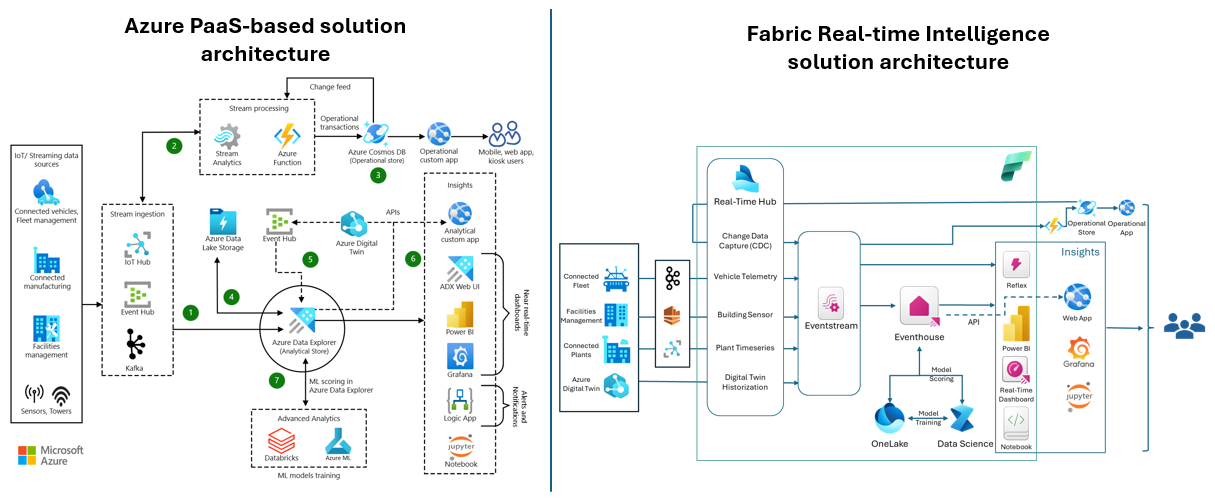 Azure PaaS-based solution
architecture
Change feed
Stream processing
Stream
Analytics
Azure
Function
Operational
transactions
Azure Cosmos DB
(Operational store)
Operational
custom app
Mobile, web app,
kiosk users
2
3
IoT/ Streaming data
sources
Connected vehicles,
Fleet management
Connected
manufacturing
Facilities
management
Sensors, Towers
Stream ingestion
IoT Hub
Event Hub
Kafka
1
Azure Data
Lake Storage
Event Hub
Azure Digital
Twin
APIs
4
5
6
Azure Data Explorer
(Analytical Store)
7
ML scoring in
Azure Data Explorer
Advanced Analytics
Databricks
Azure ML
ML models training
Insights
Analytical
custom app
ADX Web UI
Power BI
Grafana
Logic App
jupyter
Notebook
Near real-time
dashboards
Alerts and
Notifications
Microsoft
Azure
Fabric Real-time Intelligence
solution architecture
Real-Time Hub
Change Data
Capture (CDC)
Vehicle Telemetry
Building Sensor
Plant Timeseries
Digital Twin
Historization
Connected
Fleet
Facilities
Management
Connected
Plants
Azure
Digital Twin
Eventstream
Eventhouse
API
Model
Scoring
Model
Training
OneLake
Data Science
Operational
Store
Operational
App
Insights
Reflex
Power BI
Real-Time
Dashboard
Notebook
Web App
Grafana
jupyter